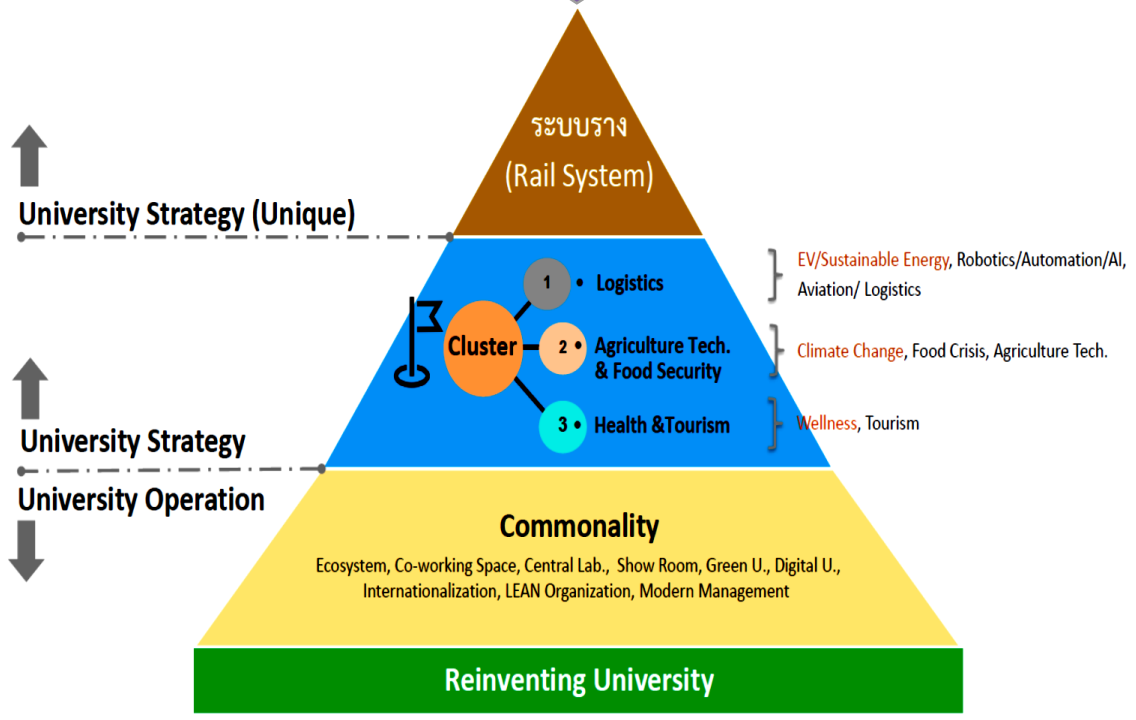 ระบบราง
(Rail System)
University Strategy (Unique)
1 • Logistics
EV/Sustainable Energy, Robotics/Automation/AI,
Aviation/ Logistics
Cluster
2 • Agriculture Tech.
& Food Security
Climate Change, Food Crisis, Agriculture Tech.
3 • Health &Tourism
Wellness, Tourism
University Strategy
University Operation
Commonality
Ecosystem, Co-working Space, Central Lab., Show Room, Green U., Digital U.,
Internationalization, LEAN Organization, Modern Management
Reinventing University